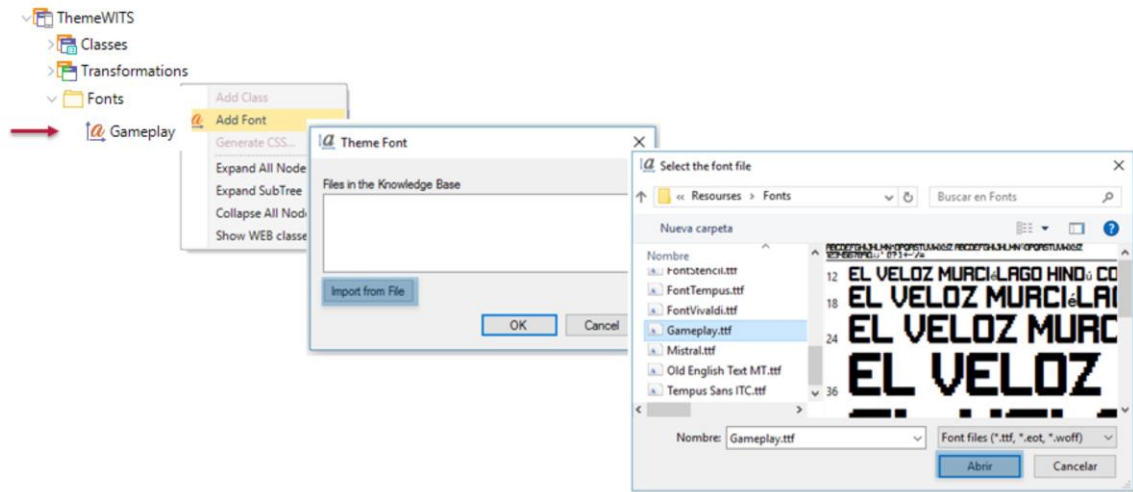 ThemeWITS
Classes
Transformations
Fonts
Gameplay
Add Class
Add Font
Generate CSS...
Expand All Node
Expand SubTree
Collapse All Nod
Show WEB classe
Theme Font
Files in the Knowledge Base
Import from File
OK Cancel
Select the font file
« Resourses > Fonts Buscar en Fonts
Nueva carpeta
Nombre
FontStencil.ttf
FontTempus.ttf
FontVivaldi.ttf
Gameplay.ttf
Mistral.ttf
Old English Text MT.ttf
Tempus Sans ITC.ttf
12 EL VELOZ MURCIéLAGO HINDú CO
18 EL VELOZ MURCIéLA
24 EL VELOZ MURC
36 EL VELOZ
Nombre: Gameplay.ttf Font files (*.ttf, *.eot, *.woff)
Abrir Cancelar